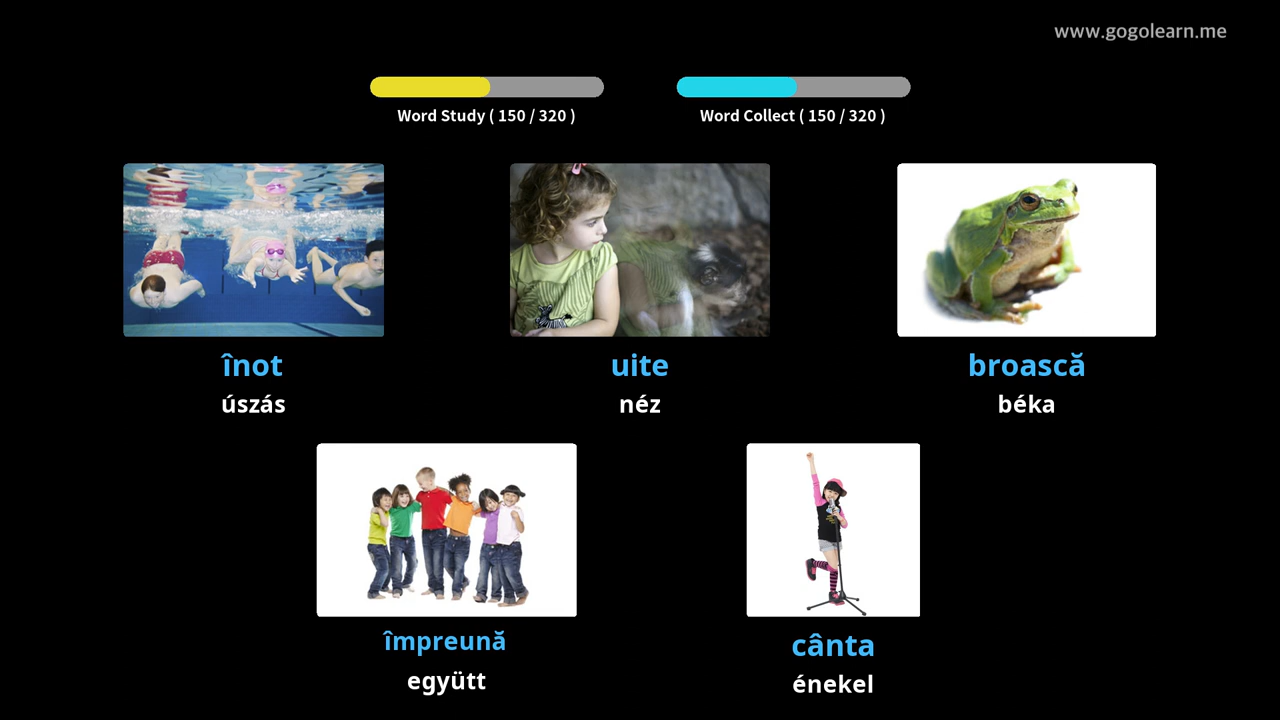 www.gogolearn.me
Word Study ( 150 / 320 )
Word Collect ( 150 / 320 )
înot
úszás
uite
néz
broască
béka
împreună
együtt
cânta
énekel